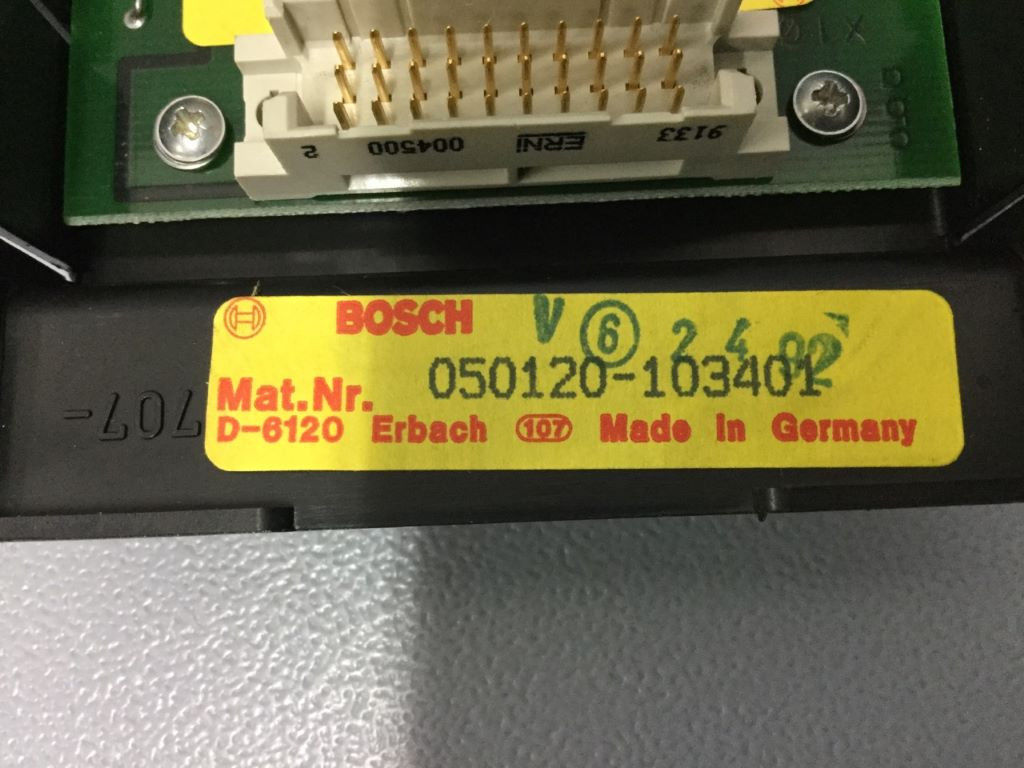 X10
2 004500 ERNI 9133
BOSCH V 6 2 4 92
050120-103401
Mat.Nr.
D-6120 Erbach 107 Made in Germany
707-